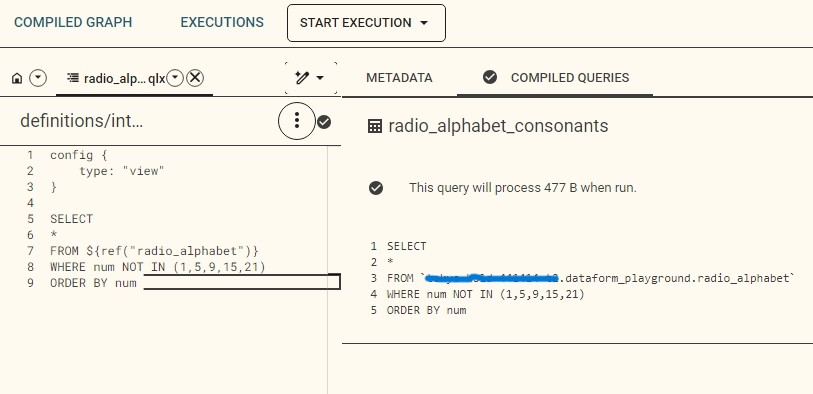 COMPILED GRAPH EXECUTIONS START EXECUTION
radio_alp... qlx
METADATA COMPILED QUERIES
definitions/int...
1 config {
2 type: "view"
3 }
4
5 SELECT
6 *
7 FROM ${ref("radio_alphabet")}
8 WHERE num NOT IN (1,5,9,15,21)
9 ORDER BY num
radio_alphabet_consonants
This query will process 477 B when run.
1 SELECT
2 *
3 FROM ` .dataform_playground.radio_alphabet`
4 WHERE num NOT IN (1,5,9,15,21)
5 ORDER BY num